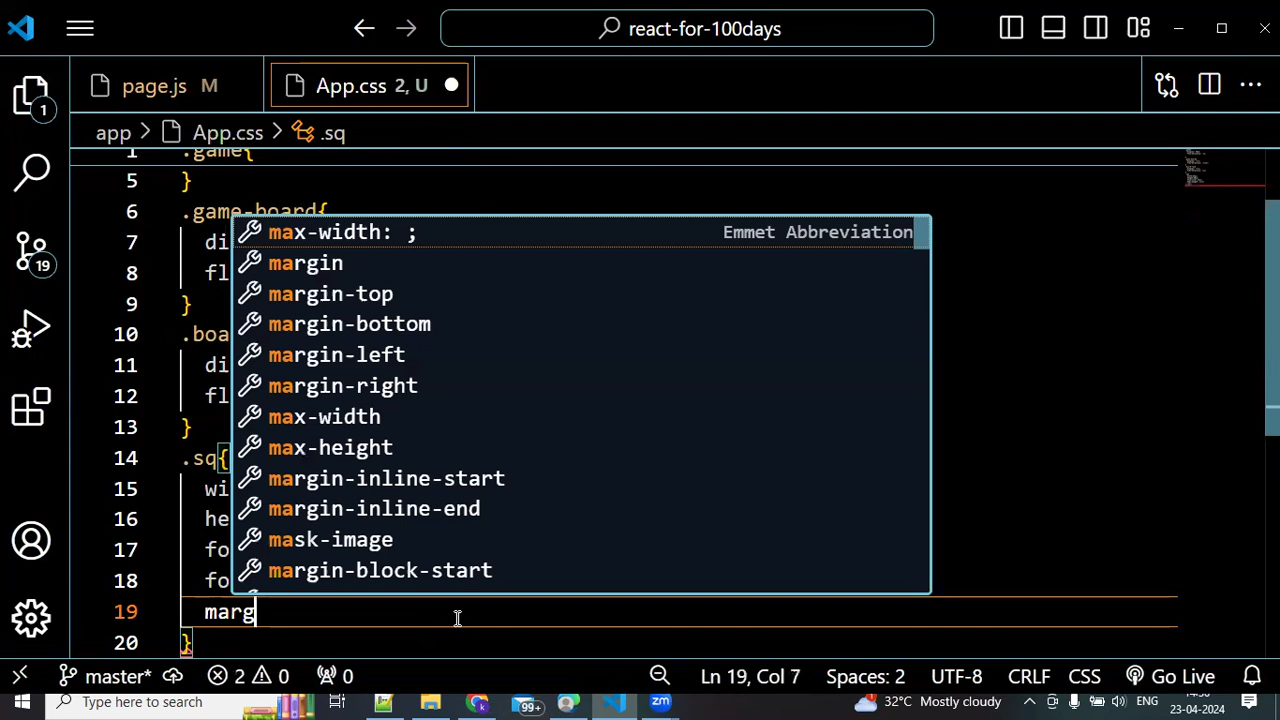 react-for-100days
page.js M
App.css 2, U
1
app > App.css > .sq
1 .game{
5 }
6 .game-board{
7 di
8 fl
9 }
10 .boa
11 di
12 fl
13 }
14 .sq{
15 wi
16 he
17 fo
18 fo
19 marg
20 }
max-width: ; Emmet Abbreviation
margin
margin-top
margin-bottom
margin-left
margin-right
max-width
max-height
margin-inline-start
margin-inline-end
mask-image
margin-block-start
19
master* 2 0 0 Ln 19, Col 7 Spaces: 2 UTF-8 CRLF CSS Go Live
Type here to search 99+ zm 32°C Mostly cloudy ENG
23-04-2024